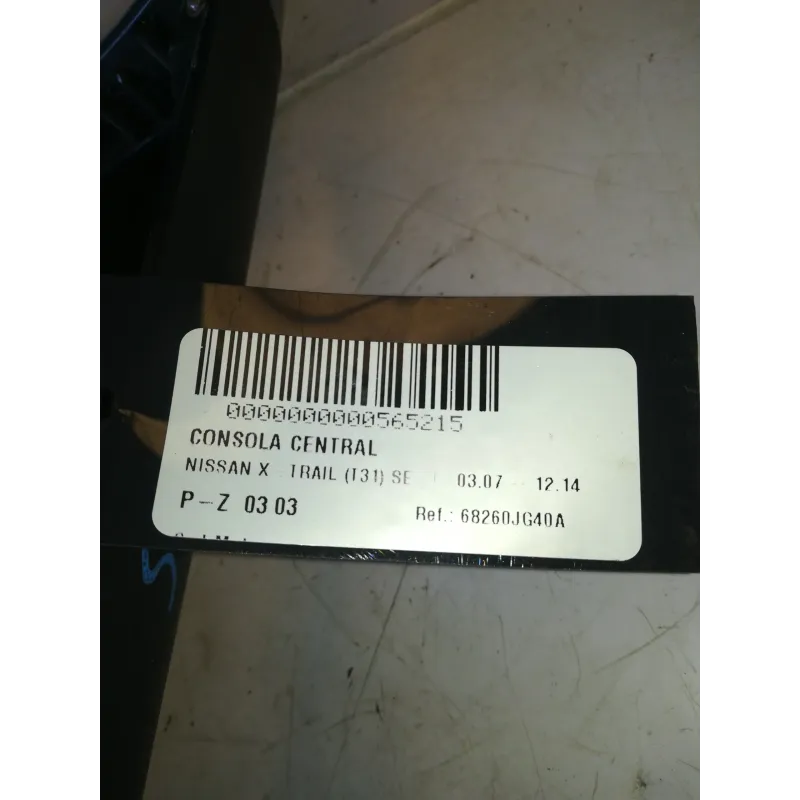 0000000000565215
CONSOLA CENTRAL
NISSAN X - TRAIL (T31) SE 03.07 - 12.14
P-Z 03 03
Ref.: 68260JG40A
S